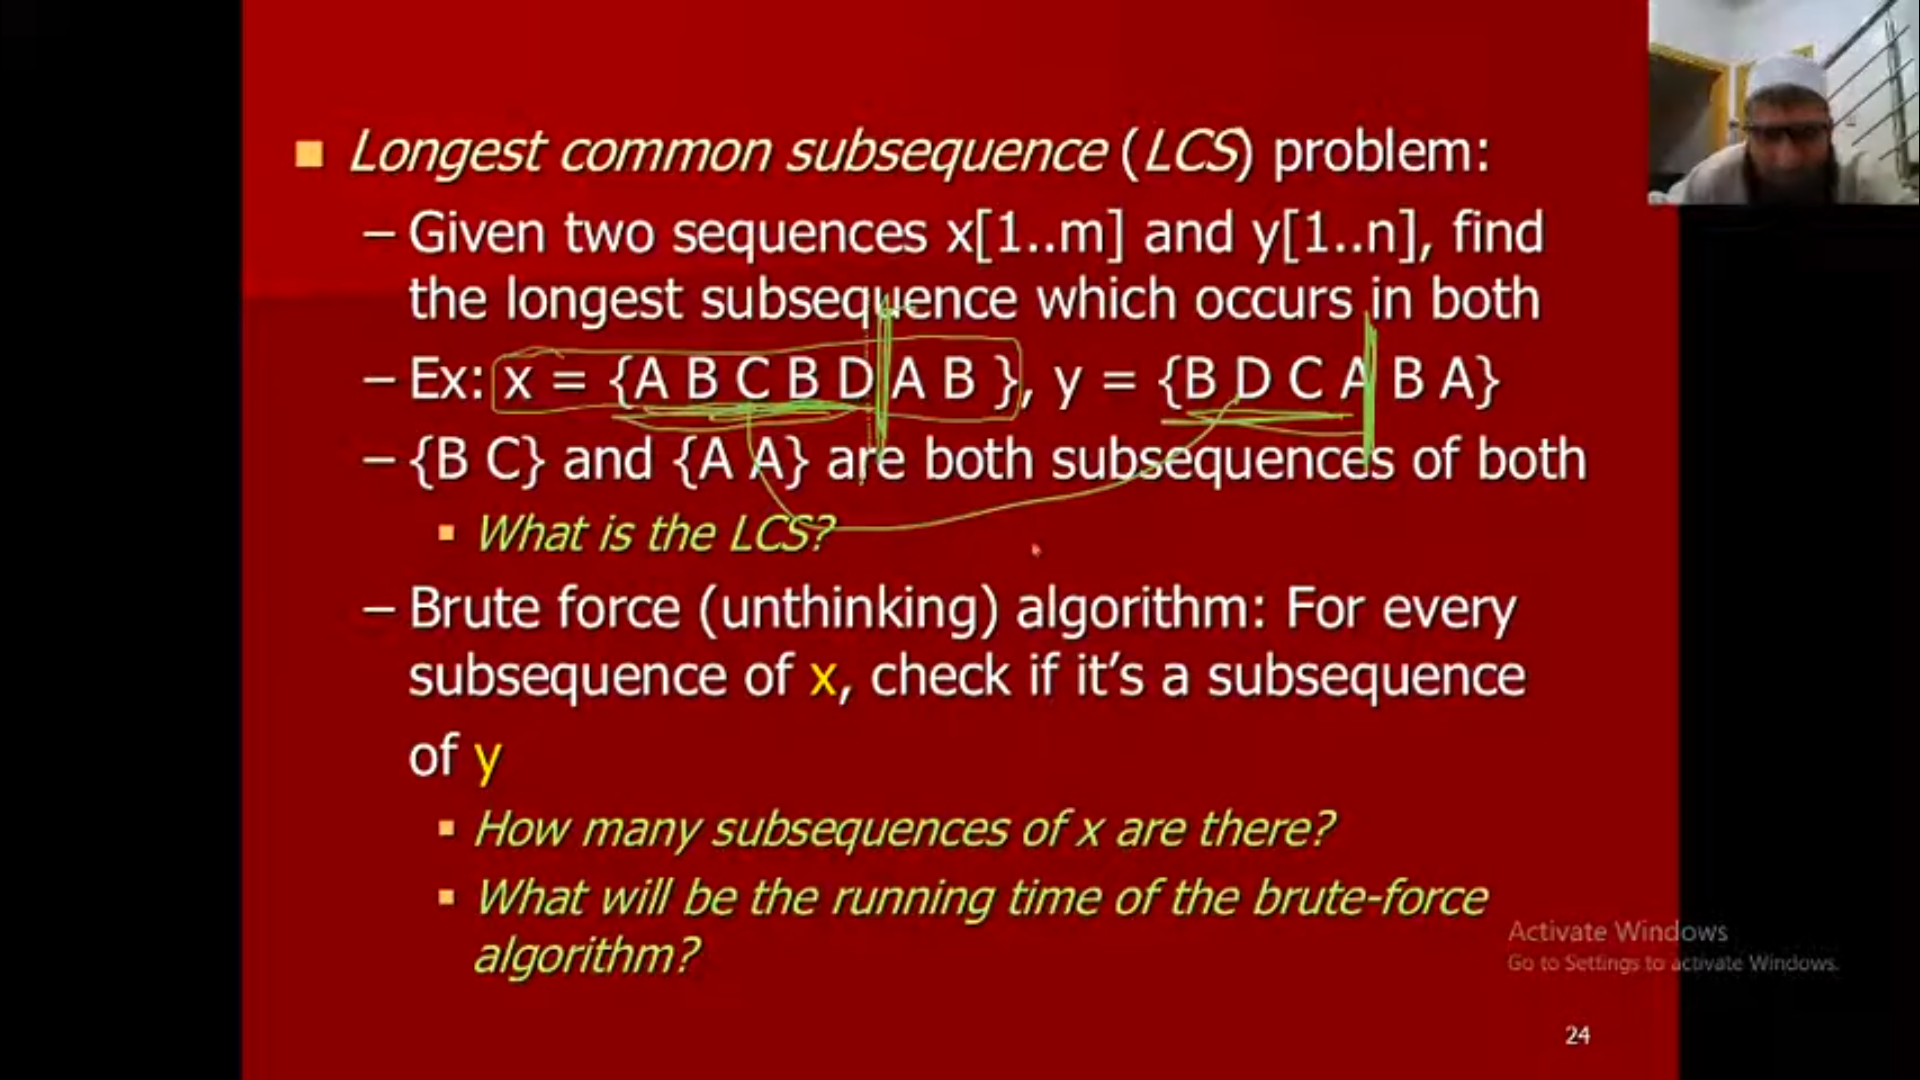 Longest common subsequence (LCS) problem:
– Given two sequences x[1..m] and y[1..n], find
the longest subsequence which occurs in both
– Ex: x = {A B C B D A B }, y = {B D C A B A}
– {B C} and {A A} are both subsequences of both
What is the LCS?
– Brute force (unthinking) algorithm: For every
subsequence of x, check if it’s a subsequence
of y
How many subsequences of x are there?
What will be the running time of the brute-force
algorithm?
Activate Windows
Go to Settings to activate Windows.
24